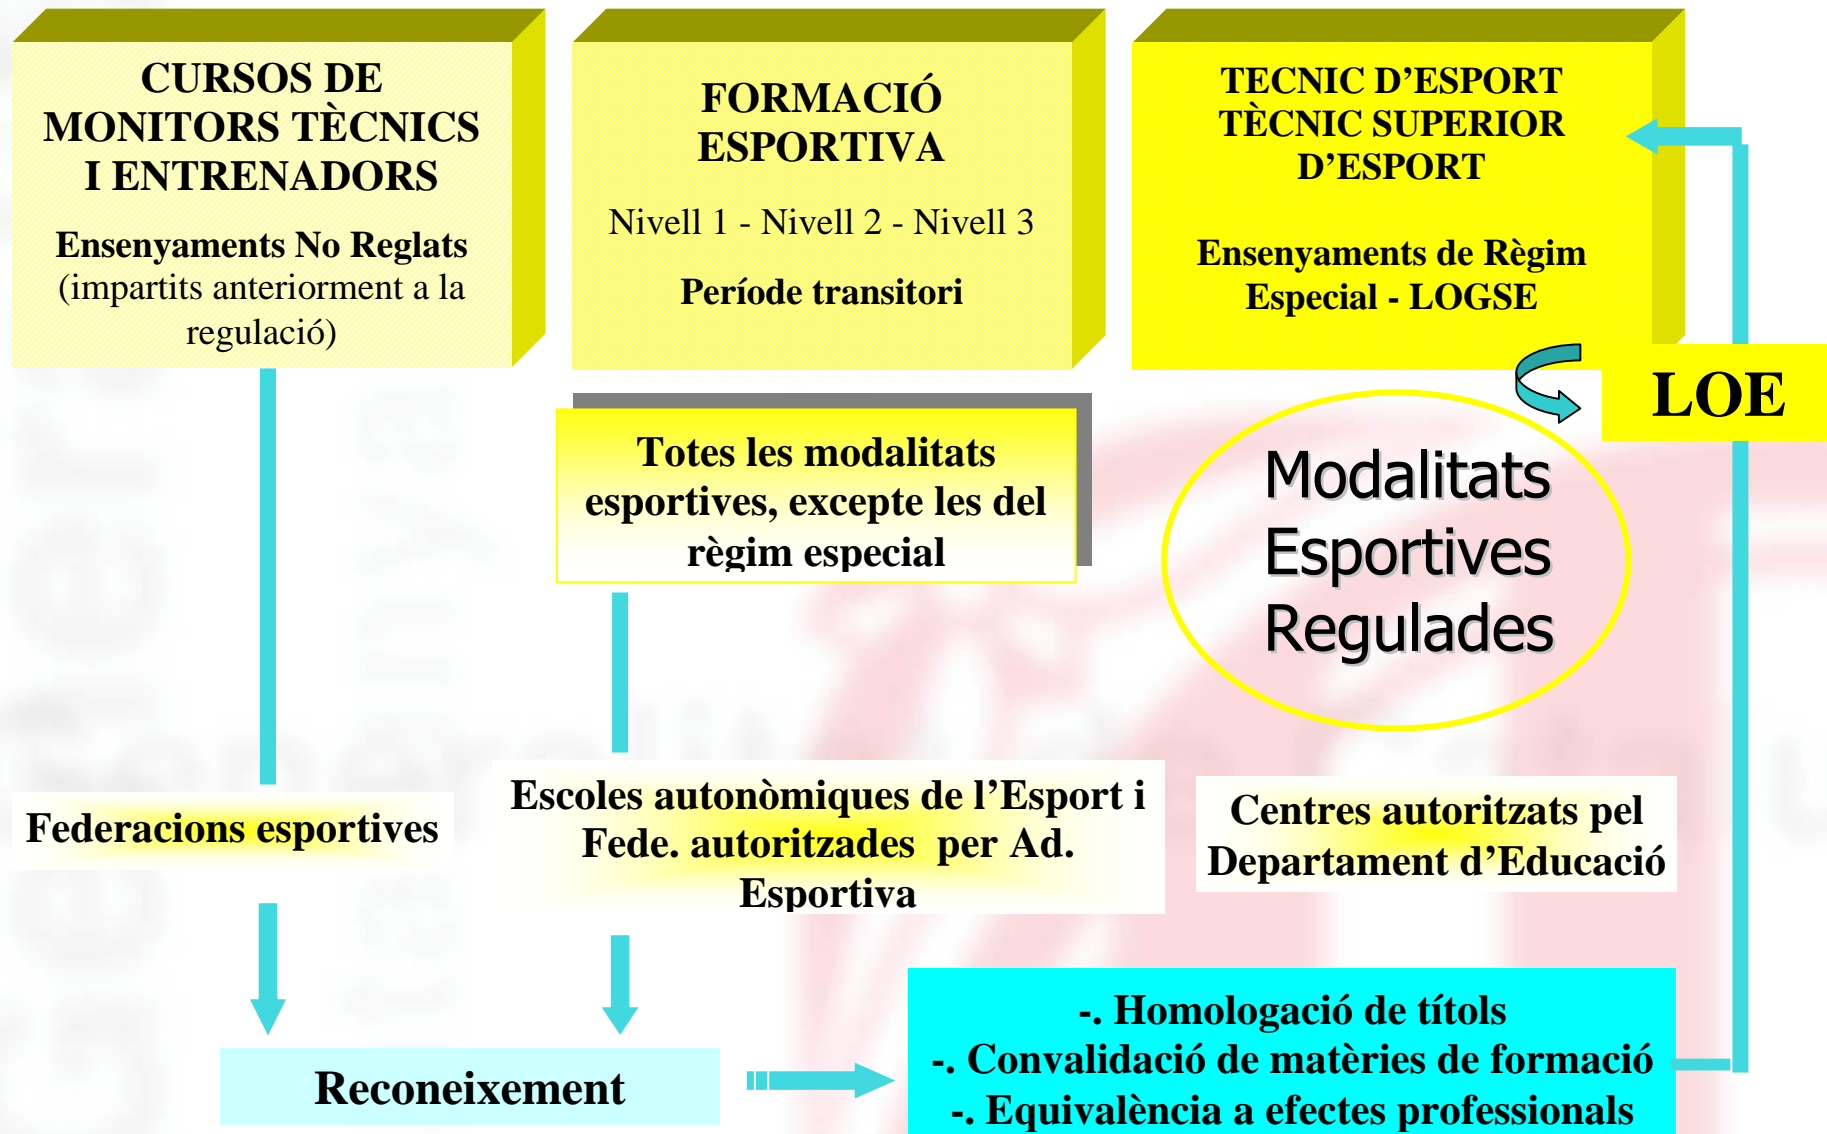 CURSOS DE
MONITORS TÈCNICS
I ENTRENADORS
Ensenyaments No Reglats
(impartits anteriorment a la
regulació)
FORMACIÓ
ESPORTIVA
Nivell 1 - Nivell 2 - Nivell 3
Període transitori
TECNIC D’ESPORT
TÈCNIC SUPERIOR
D’ESPORT
Ensenyaments de Règim
Especial - LOGSE
LOE
Totes les modalitats
esportives, excepte les del
règim especial
Modalitats
Esportives
Regulades
Federacions esportives
Escoles autonòmiques de l’Esport i
Fede. autoritzades per Ad.
Esportiva
Centres autoritzats pel
Departament d’Educació
Reconeixement
-. Homologació de títols
-. Convalidació de matèries de formació
-. Equivalència a efectes professionals